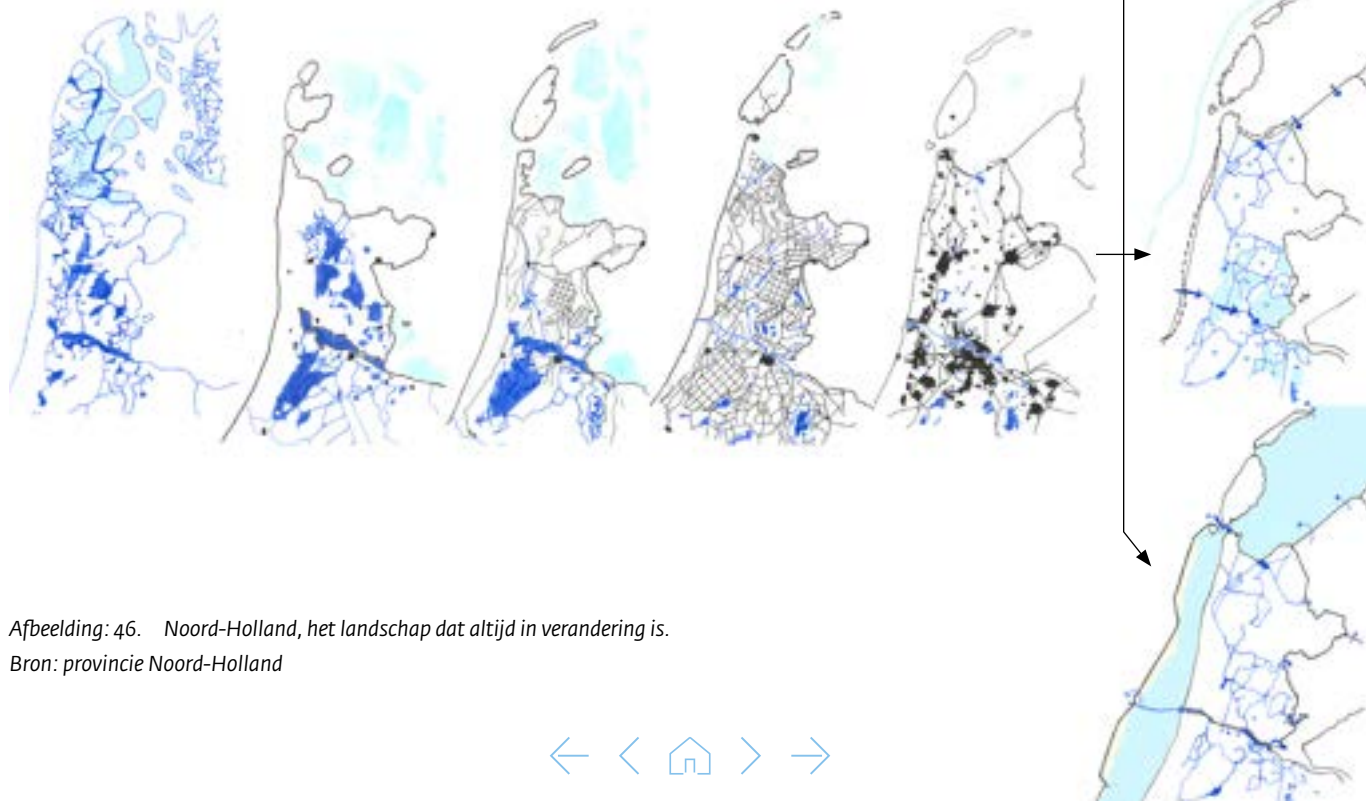 Afbeelding: 46. Noord-Holland, het landschap dat altijd in verandering is.
Bron: provincie Noord-Holland